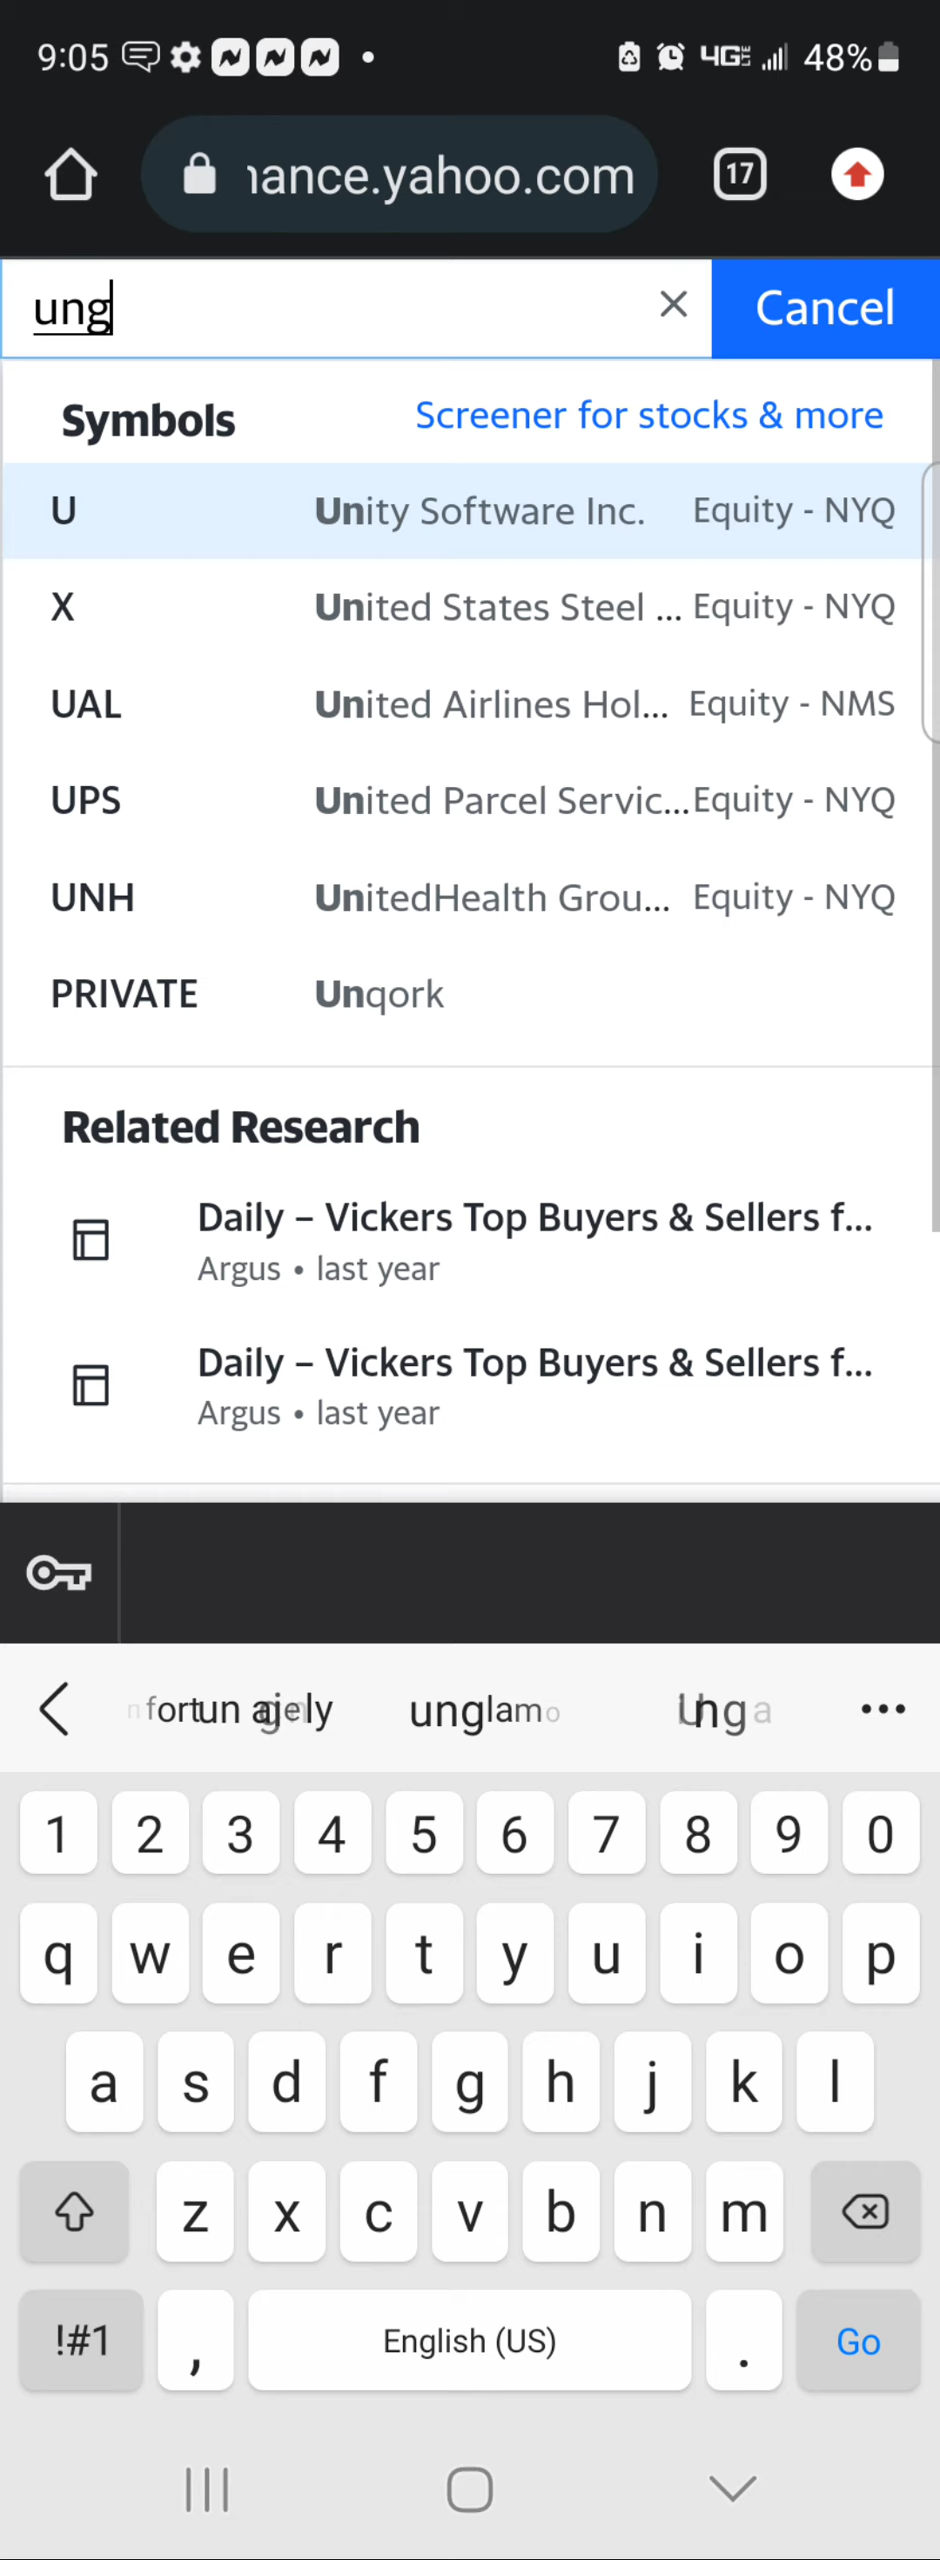 9:05 4GE 48%
nance.yahoo.com 17
ung Cancel
Symbols Screener for stocks & more
U Unity Software Inc. Equity - NYQ
X United States Steel ... Equity - NYQ
UAL United Airlines Hol... Equity - NMS
UPS United Parcel Servic... Equity - NYQ
UNH UnitedHealth Grou... Equity - NYQ
PRIVATE Unqork
Related Research
Daily – Vickers Top Buyers & Sellers f...
Argus • last year
Daily – Vickers Top Buyers & Sellers f...
Argus • last year
1 2 3 4 5 6 7 8 9 0
q w e r t y u i o p
a s d f g h j k l
z x c v b n m
!#1 , English (US) . Go